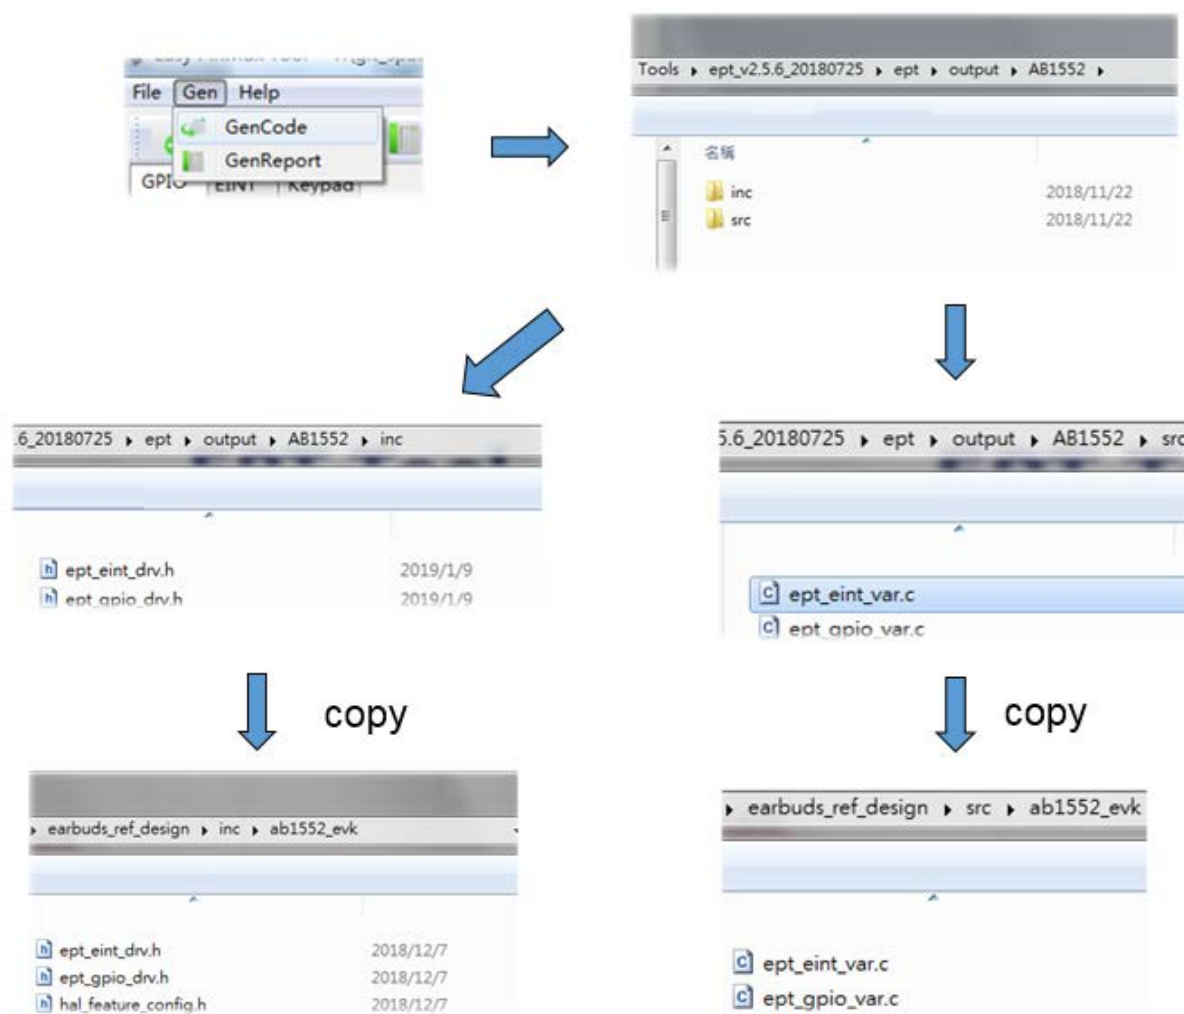 File Gen Help
GenCode
GenReport
GPIO EINT Keypad
Tools ept_v2.5.6_20180725 ept output AB1552
名稱
inc 2018/11/22
src 2018/11/22
.6_20180725 ept output AB1552 inc
ept_eint_drv.h 2019/1/9
ept_gpio_drv.h 2019/1/9
5.6_20180725 ept output AB1552 src
ept_eint_var.c
ept_gpio_var.c
copy
copy
earbuds_ref_design inc ab1552_evk
ept_eint_drv.h 2018/12/7
ept_gpio_drv.h 2018/12/7
hal_feature_config.h 2018/12/7
earbuds_ref_design src ab1552_evk
ept_eint_var.c
ept_gpio_var.c